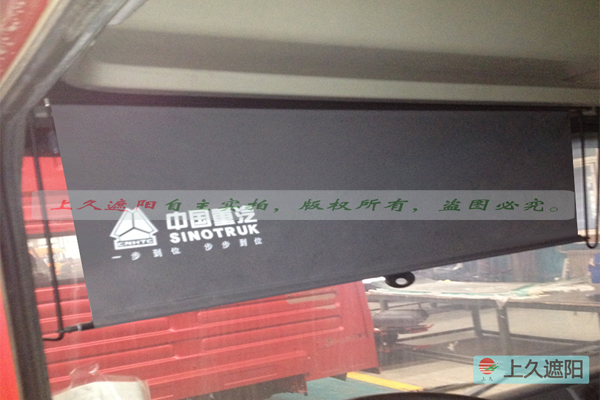 上久遮阳自主实拍，版权所有，盗图必究。
中国重汽
SINOTRUK
CNHTC
一步到位 步步到位
上久遮阳